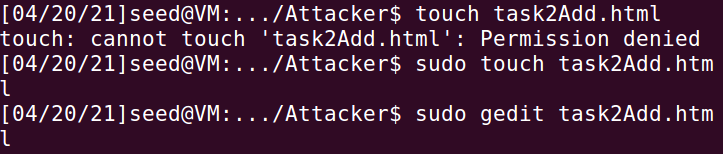 [04/20/21]seed@VM:.../Attacker$ touch task2Add.html
touch: cannot touch 'task2Add.html': Permission denied
[04/20/21]seed@VM:.../Attacker$ sudo touch task2Add.htm
l
[04/20/21]seed@VM:.../Attacker$ sudo gedit task2Add.htm
l